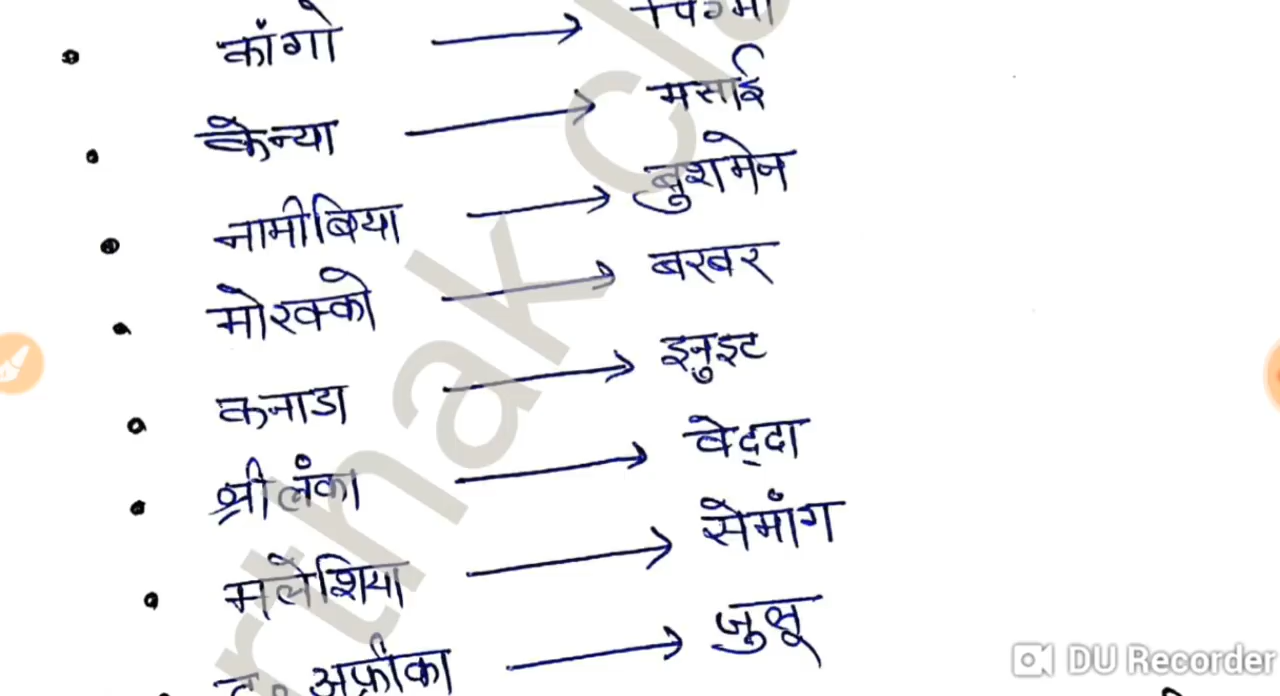 काँगो → पिग्मी
केन्या → मसाई
नामीबिया → बुशमेन
मोरक्को → बरबर
कनाडा → इनुइट
श्रीलंका → वेद्दा
मलेशिया → सेमाँग
द. अफ्रीका → जुलू
DU Recorder